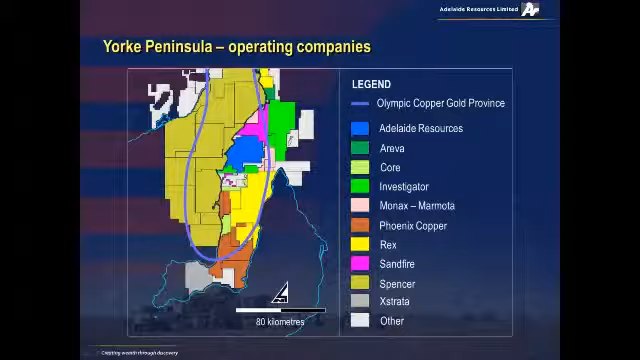 Adelaide Resources Limited
Yorke Peninsula – operating companies
LEGEND
Olympic Copper Gold Province
Adelaide Resources
Areva
Core
Investigator
Monax – Marmota
Phoenix Copper
Rex
Sandfire
Spencer
Xstrata
Other
80 kilometres
Creating wealth through discovery